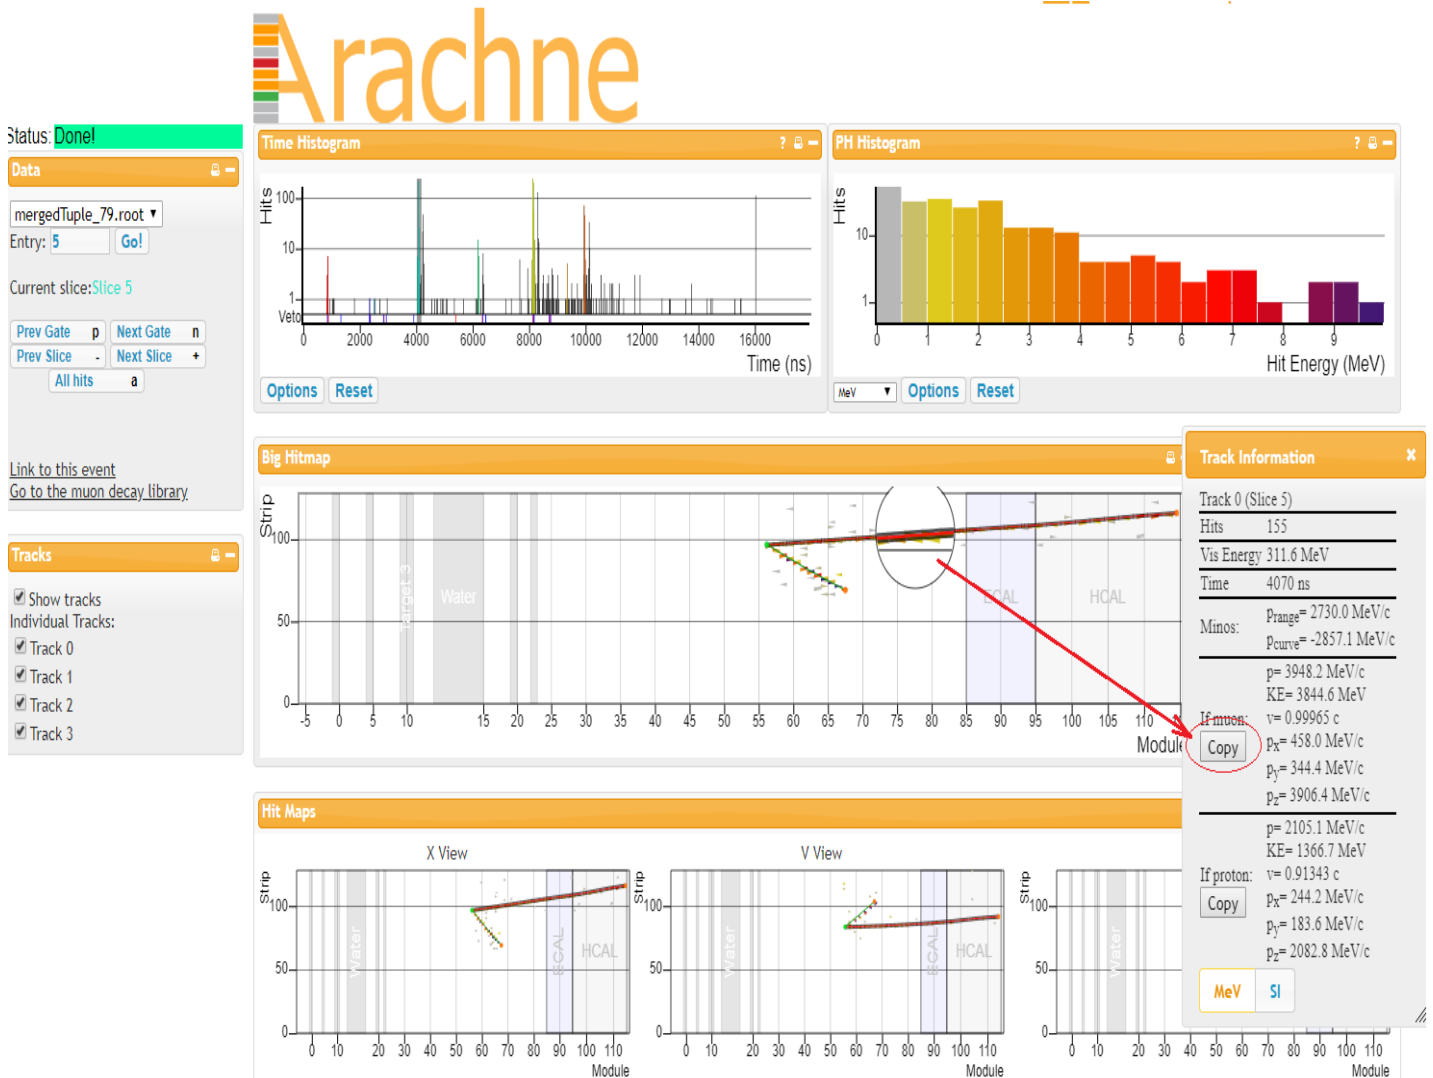 Arachne
Status: Done!
Data
mergedTuple_79.root
Entry: 5 Go!
Current slice:Slice 5
Prev Gate p Next Gate n
Prev Slice - Next Slice +
All hits a
Link to this event
Go to the muon decay library
Tracks
Show tracks
Individual Tracks:
Track 0
Track 1
Track 2
Track 3
Time Histogram ?
Hits
100
10
1
Veto
0 2000 4000 6000 8000 10000 12000 14000 16000
Time (ns)
Options Reset
PH Histogram ?
Hits
10
1
0 1 2 3 4 5 6 7 8 9
Hit Energy (MeV)
MeV Options Reset
Big Hitmap
Strip
100
50
0
Target 3
Water
ECAL
HCAL
-5 0 5 10 15 20 25 30 35 40 45 50 55 60 65 70 75 80 85 90 95 100 105 110
Module
Hit Maps
X View
Strip
100
50
0
Water
ECAL
HCAL
0 10 20 30 40 50 60 70 80 90 100 110
Module
V View
Strip
100
50
0
Water
ECAL
HCAL
0 10 20 30 40 50 60 70 80 90 100 110
Module
Strip
100
50
0
Water
0 10 20 30 40 50 60 70 80 90 100 110
Module
Track Information
Track 0 (Slice 5)
Hits 155
Vis Energy 311.6 MeV
Time 4070 ns
Minos:
prange= 2730.0 MeV/c
pcurve= -2857.1 MeV/c
If muon:
Copy
p= 3948.2 MeV/c
KE= 3844.6 MeV
v= 0.99965 c
px= 458.0 MeV/c
py= 344.4 MeV/c
pz= 3906.4 MeV/c
If proton:
Copy
p= 2105.1 MeV/c
KE= 1366.7 MeV
v= 0.91343 c
px= 244.2 MeV/c
py= 183.6 MeV/c
pz= 2082.8 MeV/c
MeV SI